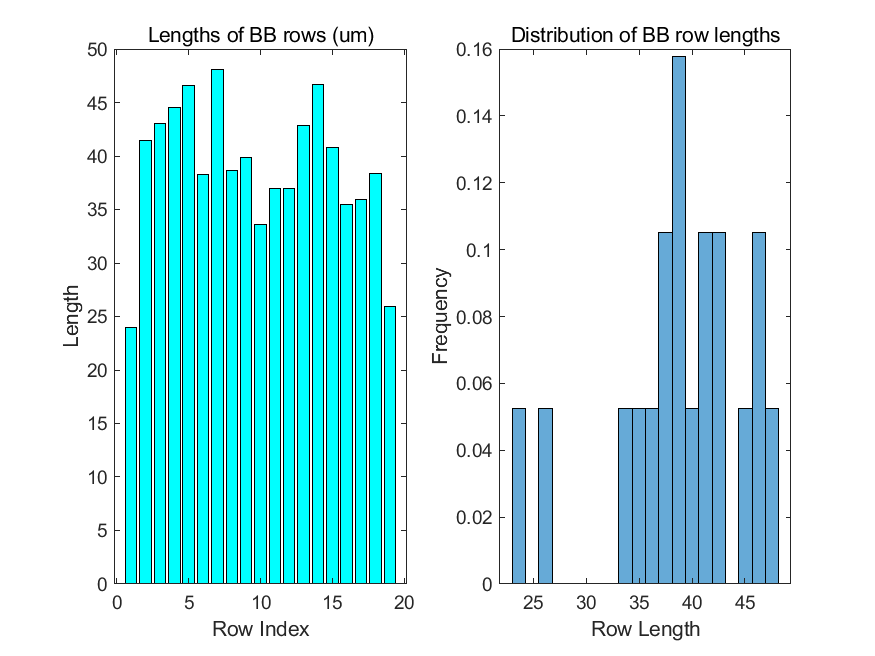 Lengths of BB rows (um)
50
45
40
35
30
25
20
15
10
5
0
0 5 10 15 20
Length
Row Index
Distribution of BB row lengths
0.16
0.14
0.12
0.1
0.08
0.06
0.04
0.02
0
25 30 35 40 45
Frequency
Row Length